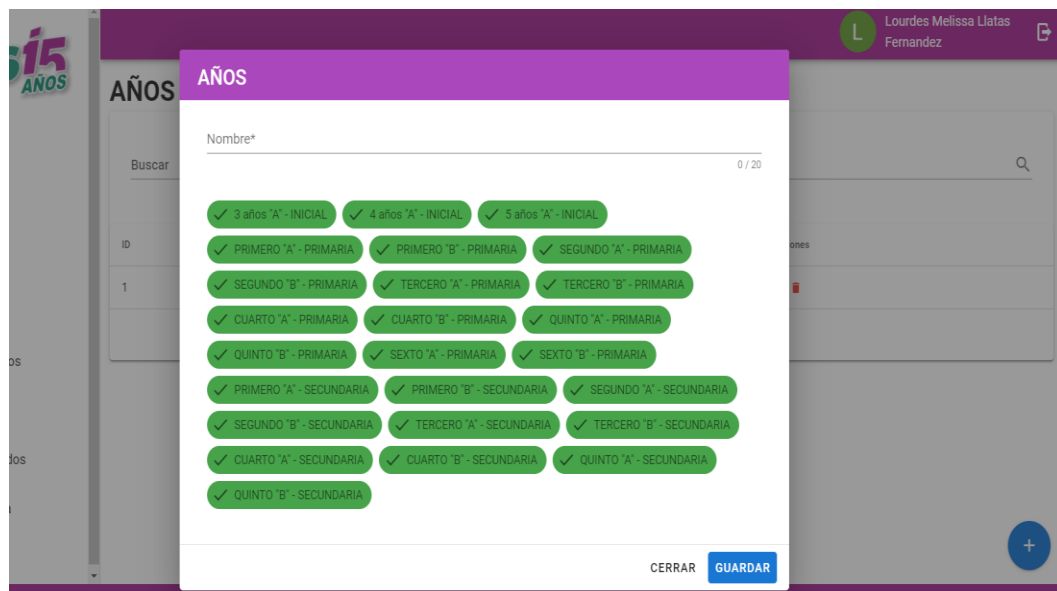 15
AÑOS
L
Lourdes Melissa Llatas
Fernandez
AÑOS
AÑOS
Nombre*
0 / 20
Buscar
3 años "A" - INICIAL 4 años "A" - INICIAL 5 años "A" - INICIAL
ID
ones
PRIMERO "A" - PRIMARIA PRIMERO "B" - PRIMARIA SEGUNDO "A" - PRIMARIA
1
SEGUNDO "B" - PRIMARIA TERCERO "A" - PRIMARIA TERCERO "B" - PRIMARIA
CUARTO "A" - PRIMARIA CUARTO "B" - PRIMARIA QUINTO "A" - PRIMARIA
os
QUINTO "B" - PRIMARIA SEXTO "A" - PRIMARIA SEXTO "B" - PRIMARIA
PRIMERO "A" - SECUNDARIA PRIMERO "B" - SECUNDARIA SEGUNDO "A" - SECUNDARIA
SEGUNDO "B" - SECUNDARIA TERCERO "A" - SECUNDARIA TERCERO "B" - SECUNDARIA
dos
CUARTO "A" - SECUNDARIA CUARTO "B" - SECUNDARIA QUINTO "A" - SECUNDARIA
QUINTO "B" - SECUNDARIA
+
CERRAR GUARDAR